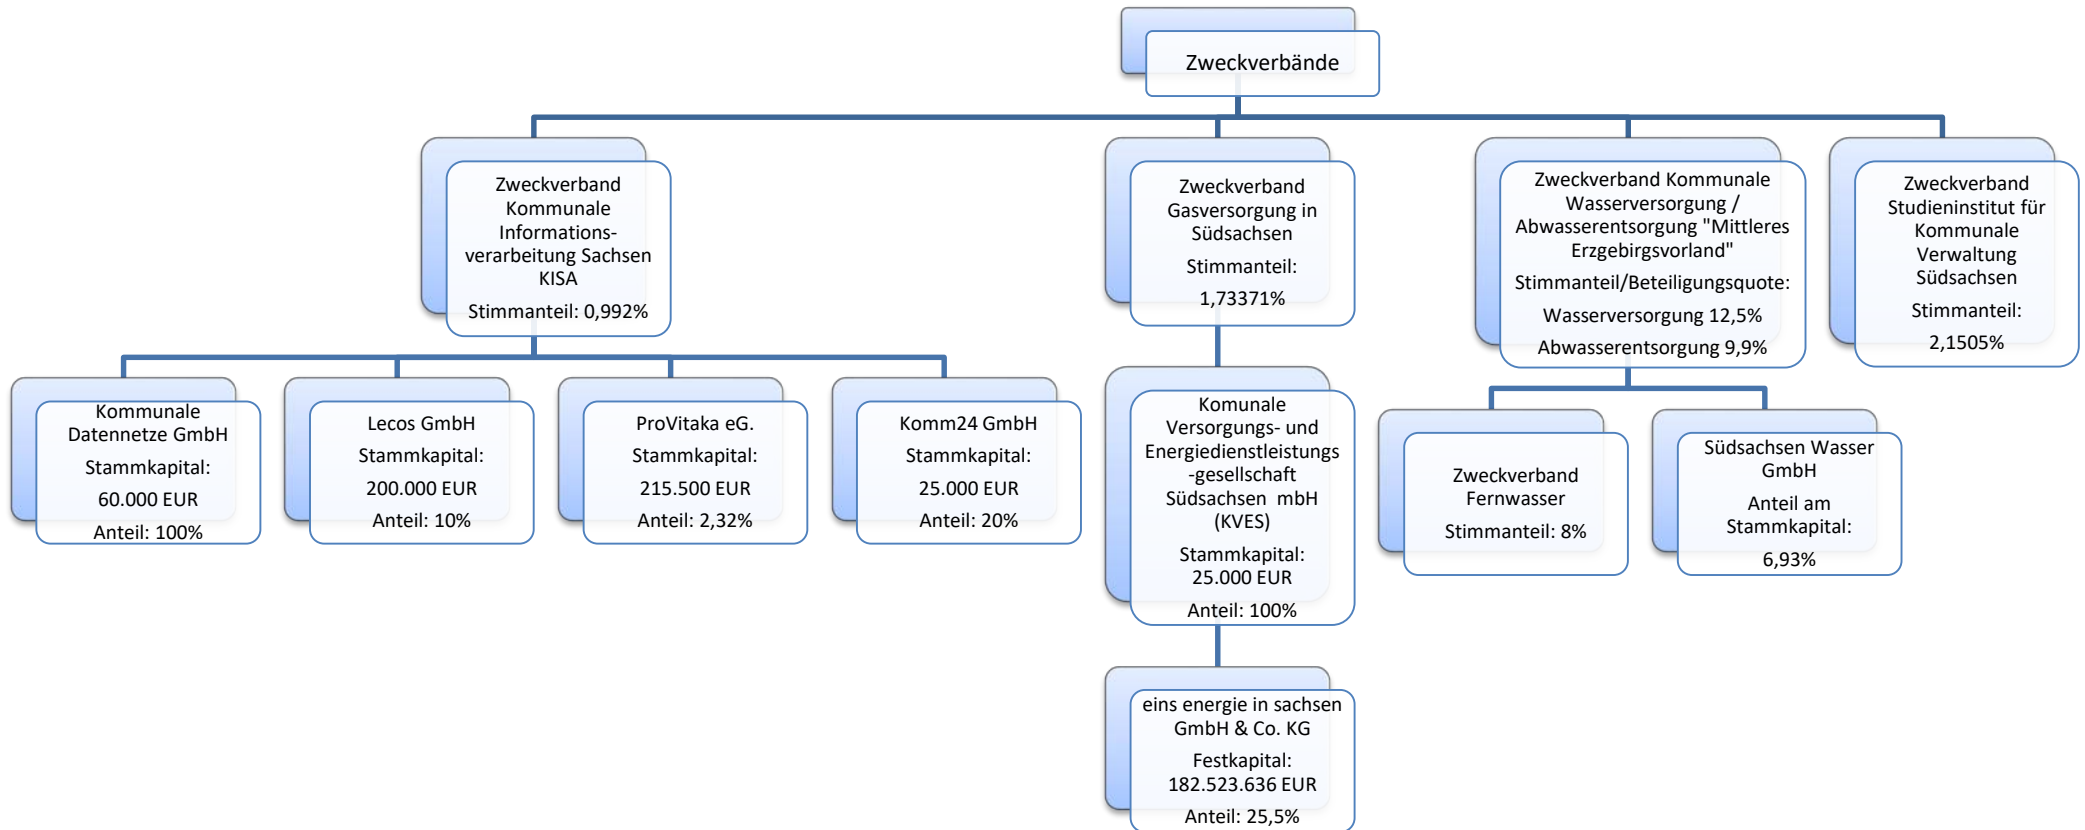 Zweckverbände
Zweckverband
Kommunale
Informations-
verarbeitung Sachsen
KISA
Stimmanteil: 0,992%
Zweckverband
Gasversorgung in
Südsachsen
Stimmanteil:
1,73371%
Zweckverband Kommunale
Wasserversorgung /
Abwasserentsorgung "Mittleres
Erzgebirgsvorland"
Stimmanteil/Beteiligungsquote:
Wasserversorgung 12,5%
Abwasserentsorgung 9,9%
Zweckverband
Studieninstitut für
Kommunale
Verwaltung
Südsachsen
Stimmanteil:
2,1505%
Kommunale
Datennetze GmbH
Stammkapital:
60.000 EUR
Anteil: 100%
Lecos GmbH
Stammkapital:
200.000 EUR
Anteil: 10%
ProVitaka eG.
Stammkapital:
215.500 EUR
Anteil: 2,32%
Komm24 GmbH
Stammkapital:
25.000 EUR
Anteil: 20%
Komunale
Versorgungs- und
Energiedienstleistungs
-gesellschaft
Südsachsen  mbH
(KVES)
Stammkapital:
25.000 EUR
Anteil: 100%
Zweckverband
Fernwasser
Stimmanteil: 8%
Südsachsen Wasser
GmbH
Anteil am
Stammkapital:
6,93%
eins energie in sachsen
GmbH & Co. KG
Festkapital:
182.523.636 EUR
Anteil: 25,5%